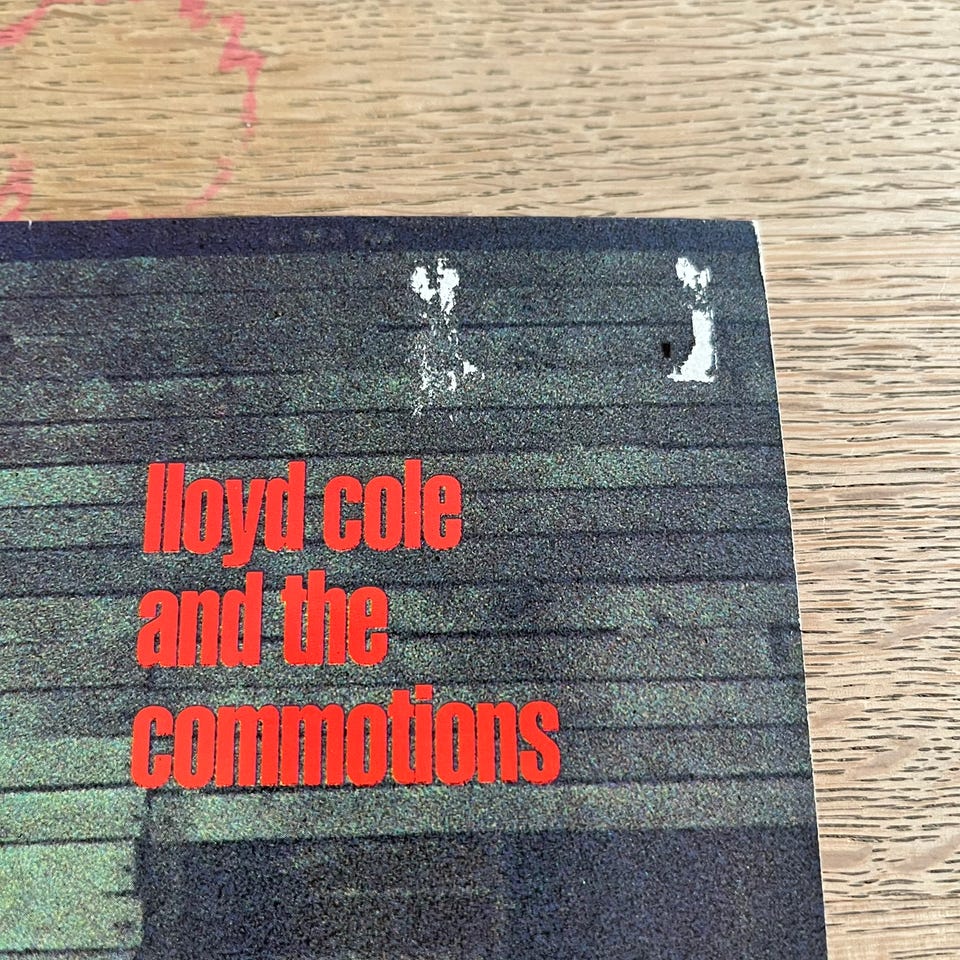 lloyd cole
and the
commotions